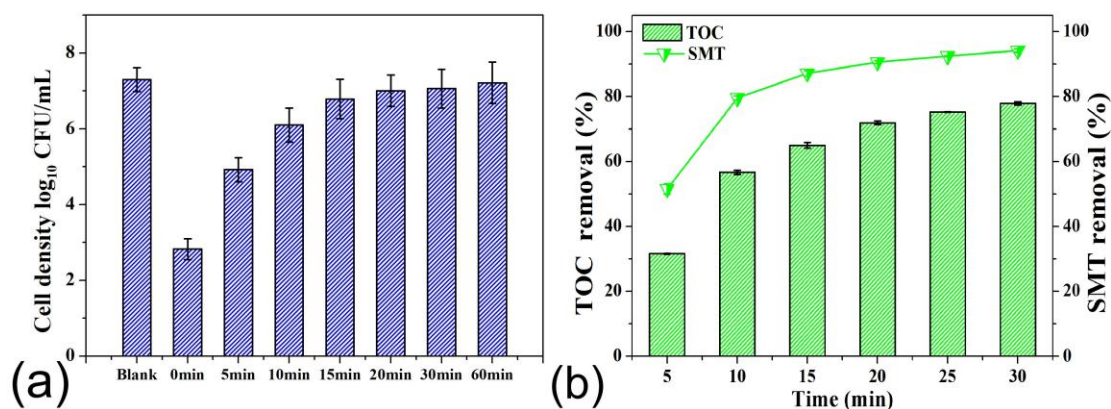 8
6
4
2
0
Cell density log₁₀ CFU/mL
Blank 0min 5min 10min 15min 20min 30min 60min
(a)
100
80
60
40
20
0
TOC removal (%)
TOC
SMT
100
80
60
40
20
0
SMT removal (%)
5 10 15 20 25 30
Time (min)
(b)